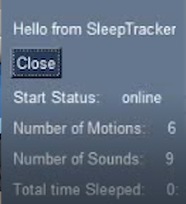 Hello from SleepTracker
Close
Start Status: online
Number of Motions: 6
Number of Sounds: 9
Total time Sleeped: 0: